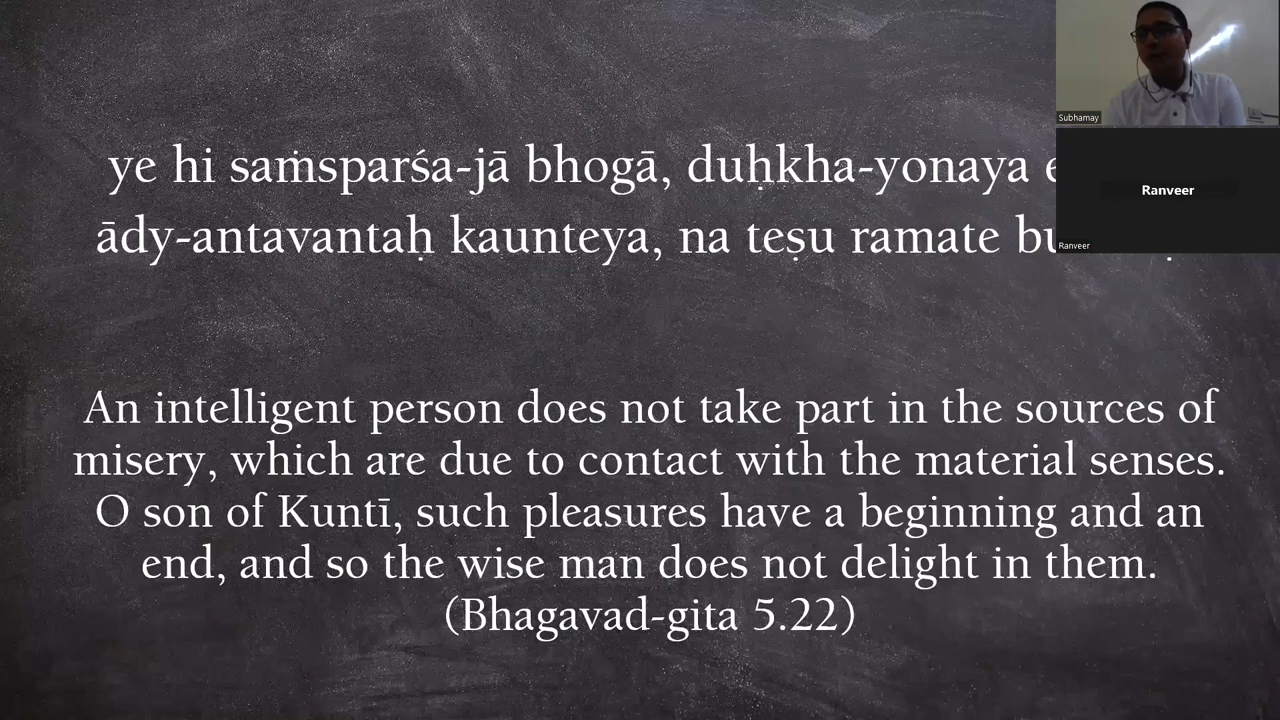 ye hi saṁsparśa-jā bhogā, duḥkha-yonaya
ādy-antavantaḥ kaunteya, na teṣu ramate
An intelligent person does not take part in the sources of
misery, which are due to contact with the material senses.
O son of Kuntī, such pleasures have a beginning and an
end, and so the wise man does not delight in them.
(Bhagavad-gita 5.22)
Subhamay
Ranveer
Ranveer